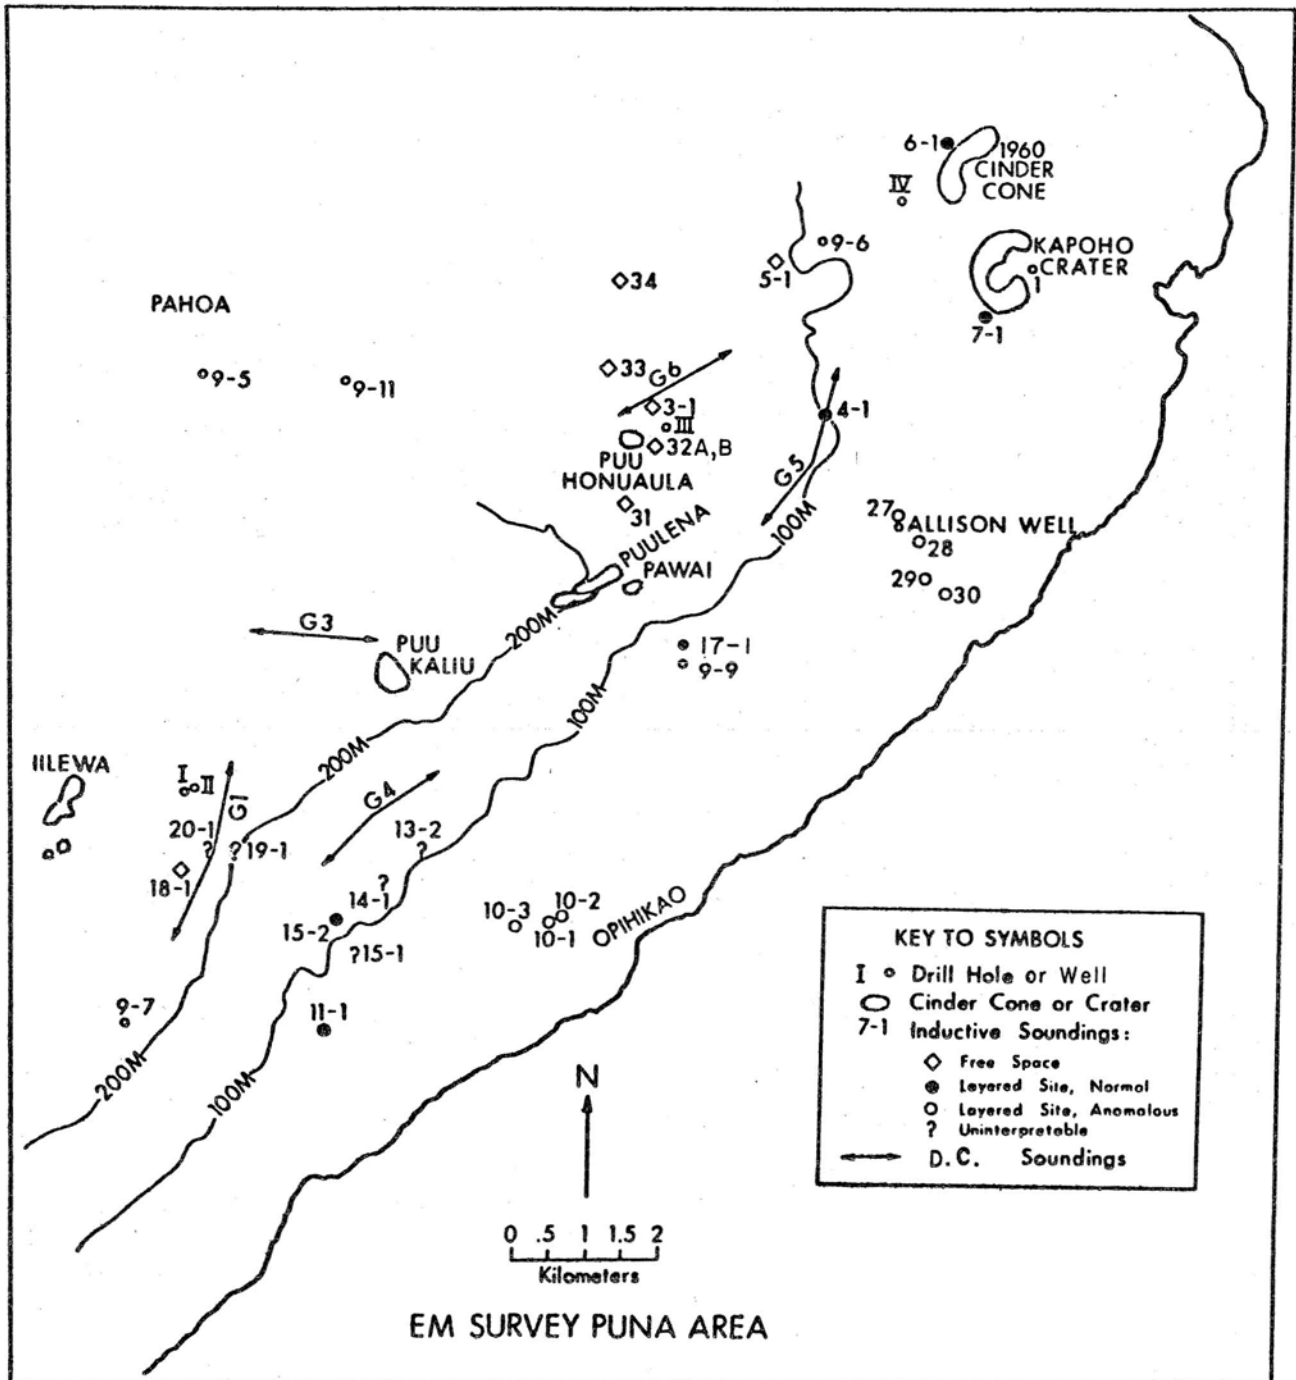 6-1
1960
CINDER
CONE
IV
9-6
KAPOHO
CRATER
1
5-1
34
PAHOA
7-1
33
G6
9-5
9-11
3-1
4-1
III
32A,B
PUU
HONUAULA
G5
31
27
ALLISON WELL
100M
28
PUULENA
PAWAI
29
30
G3
200M
PUU
KALIU
17-1
9-9
100M
200M
IILEWA
I
II
G1
G4
20-1
13-2
?
? 19-1
?
18-1
?
14-1
10-3
10-2
15-2
10-1
OPIHIKAO
?15-1
9-7
11-1
200M
100M
KEY TO SYMBOLS
I Drill Hole or Well
Cinder Cone or Crater
7-1 Inductive Soundings:
Free Space
Layered Site, Normal
Layered Site, Anomalous
? Uninterpretable
D.C. Soundings
N
0 .5 1 1.5 2
Kilometers
EM SURVEY PUNA AREA